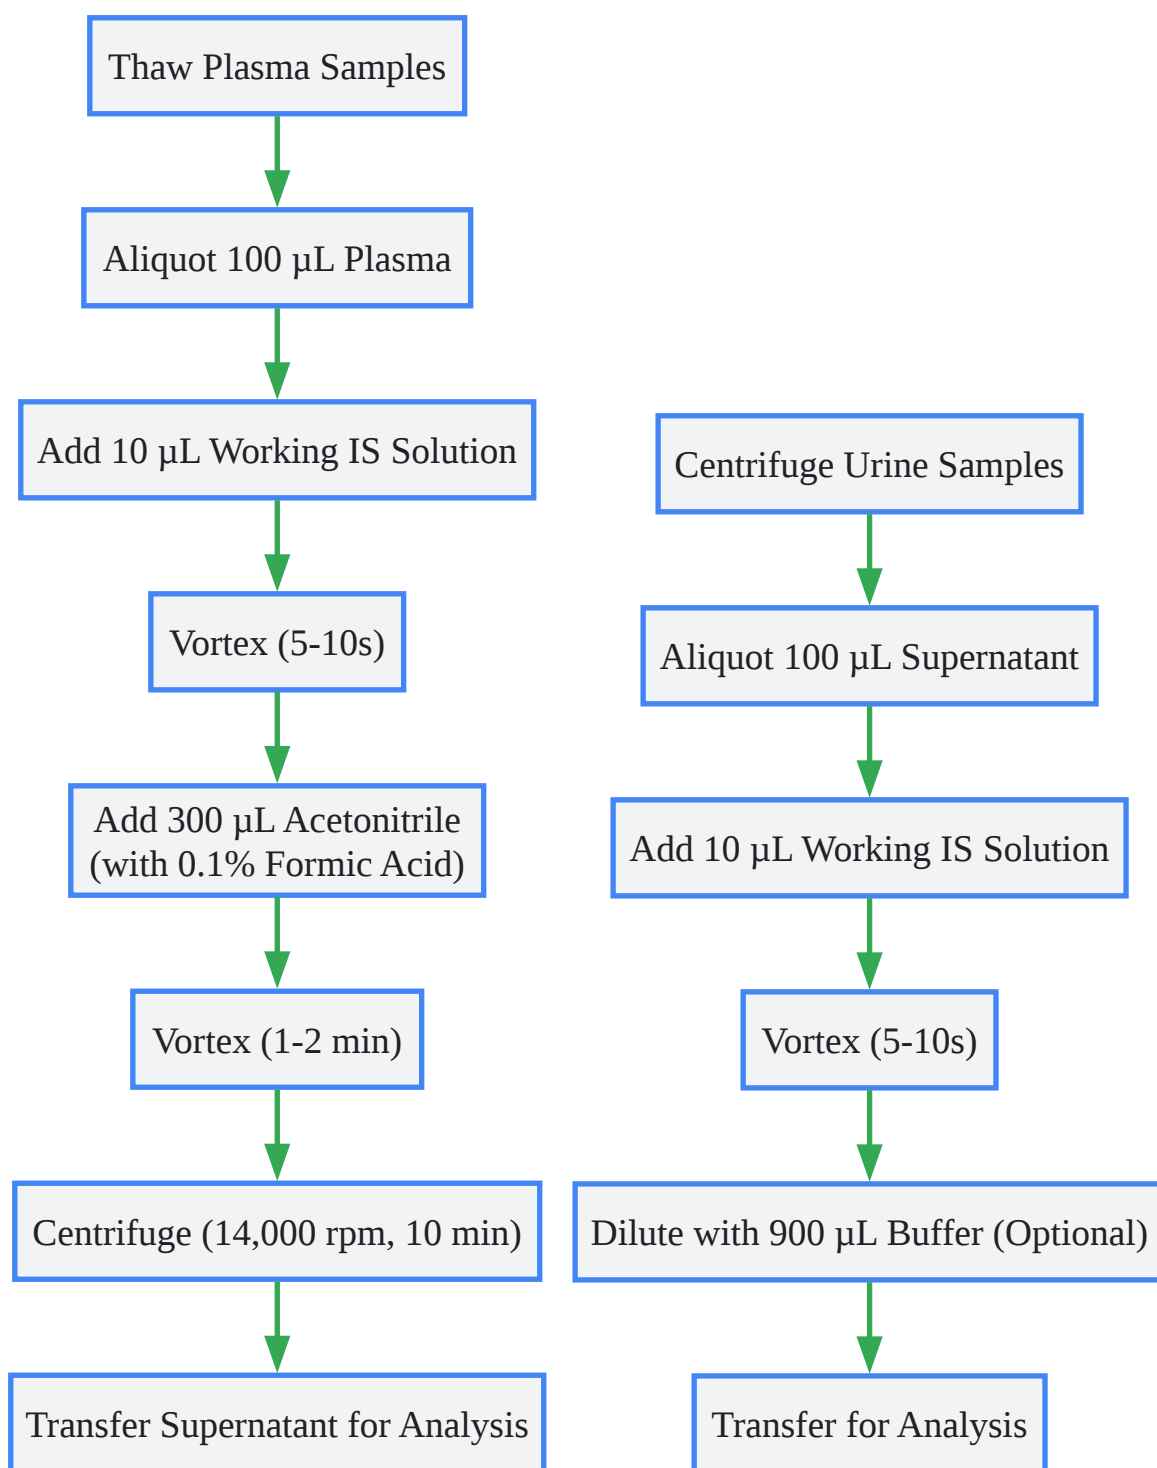 Thaw Plasma Samples
Aliquot 100 µL Plasma
Add 10 µL Working IS Solution
Vortex (5-10s)
Add 300 µL Acetonitrile
(with 0.1% Formic Acid)
Vortex (1-2 min)
Centrifuge (14,000 rpm, 10 min)
Transfer Supernatant for Analysis
Centrifuge Urine Samples
Aliquot 100 µL Supernatant
Add 10 µL Working IS Solution
Vortex (5-10s)
Dilute with 900 µL Buffer (Optional)
Transfer for Analysis